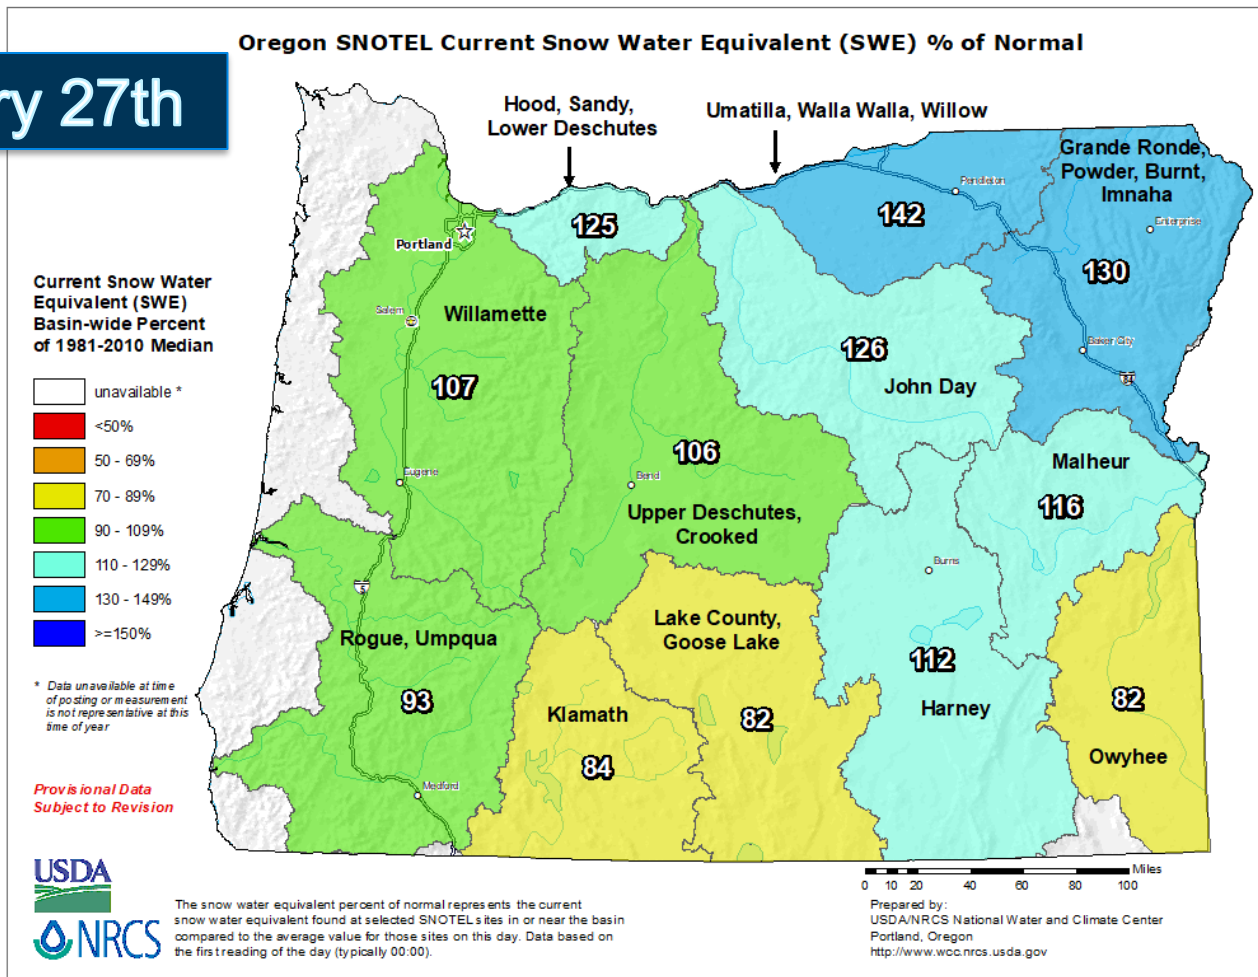 Oregon SNOTEL Current Snow Water Equivalent (SWE) % of Normal
ry 27th
Hood, Sandy,
Lower Deschutes
Umatilla, Walla Walla, Willow
Grande Ronde,
Powder, Burnt,
Imnaha
Pendleton
Enterprise
142
125
130
Portland
Salem
Willamette
107
126
John Day
Baker City
84
Current Snow Water
Equivalent (SWE)
Basin-wide Percent
of 1981-2010 Median
unavailable *
<50%
50 - 69%
70 - 89%
90 - 109%
110 - 129%
130 - 149%
>=150%
* Data unavailable at time
of posting or measurement
is not representative at this
time of year
Provisional Data
Subject to Revision
Eugene
106
Bend
Upper Deschutes,
Crooked
Malheur
116
Burns
5
Rogue, Umpqua
93
Medford
Lake County,
Goose Lake
82
Klamath
84
112
Harney
82
Owyhee
USDA
NRCS
The snow water equivalent percent of normal represents the current
snow water equivalent found at selected SNOTEL sites in or near the basin
compared to the average value for those sites on this day. Data based on
the first reading of the day (typically 00:00).
Miles
0 10 20 40 60 80 100
Prepared by:
USDA/NRCS National Water and Climate Center
Portland, Oregon
http://www.wcc.nrcs.usda.gov